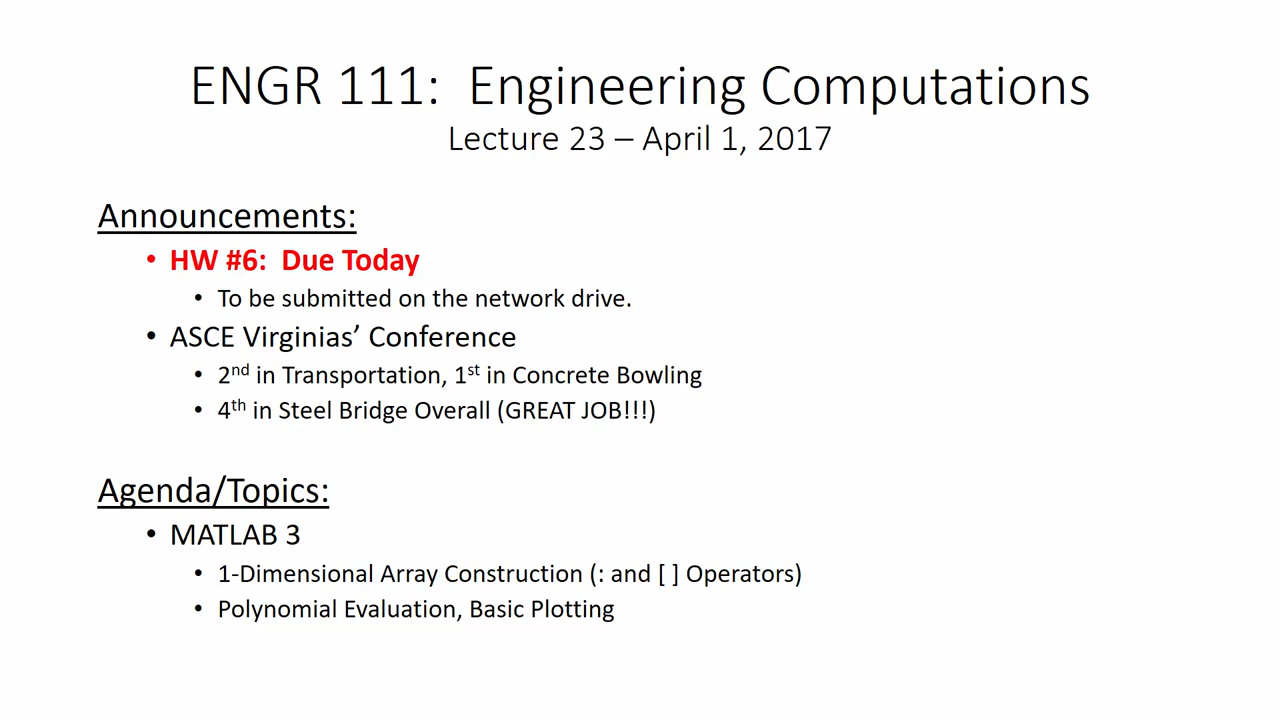 ENGR 111:  Engineering Computations
Lecture 23 – April 1, 2017
Announcements:
• HW #6:  Due Today
• To be submitted on the network drive.
• ASCE Virginias’ Conference
• 2nd in Transportation, 1st in Concrete Bowling
• 4th in Steel Bridge Overall (GREAT JOB!!!)
Agenda/Topics:
• MATLAB 3
• 1-Dimensional Array Construction (: and [ ] Operators)
• Polynomial Evaluation, Basic Plotting